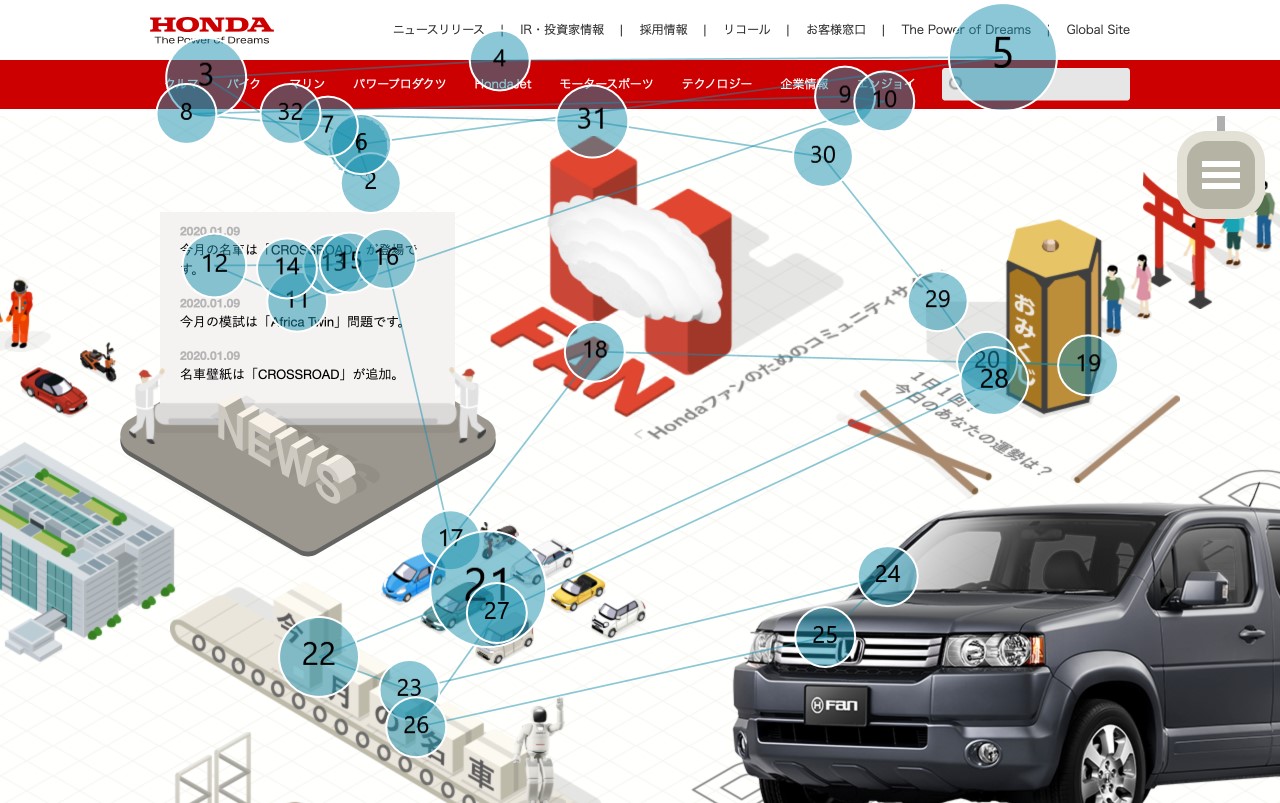 HONDA
The Power of Dreams
ニュースリリース | IR・投資家情報 | 採用情報 | リコール | お客様窓口 | The Power of Dreams | Global Site
クルマ バイク マリン パワープロダクツ HondaJet モータースポーツ テクノロジー 企業情報 エンジョイ
3
4
5
8
32
7
6
2
31
9
10
30
2020.01.09
今月の名車は「CROSSROAD」が登場で
す。
12
14
13
15
16
11
2020.01.09
今月の模試は「Africa Twin」問題です。
2020.01.09
名車壁紙は「CROSSROAD」が追加。
NEWS
FAN
「Hondaファンのためのコミュニティサイト
おみくじ
1日1回
今日のあなたの運勢は？
29
18
20
28
19
17
21
27
24
25
22
23
26
今
月
の
名
車
Fan